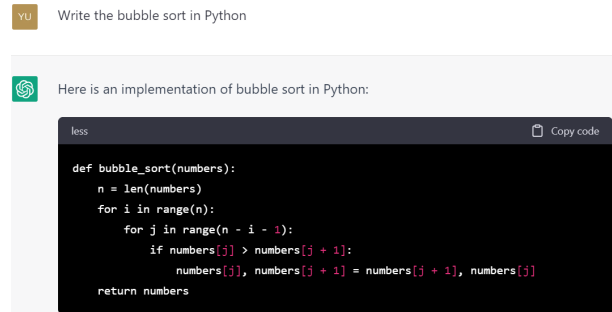 YU
Write the bubble sort in Python
Here is an implementation of bubble sort in Python:
less
Copy code
def bubble_sort(numbers):
    n = len(numbers)
    for i in range(n):
        for j in range(n - i - 1):
            if numbers[j] > numbers[j + 1]:
                numbers[j], numbers[j + 1] = numbers[j + 1], numbers[j]
    return numbers